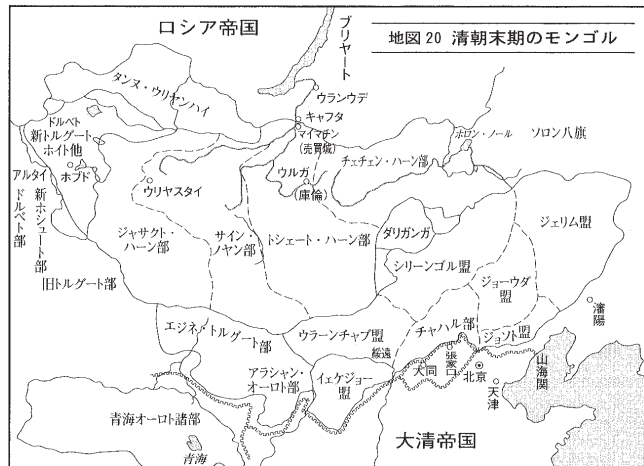 地図20 清朝末期のモンゴル
ロシア帝国
ブリヤート
タンヌ・ウリヤンハイ
ウランウデ
キャフタ
マイマチン
(売買城)
ドルベト
新トルグート
ホイト他
ホロン・ノール
ソロン八旗
チェチェン・ハーン部
アルタイ
ホブド
ウリヤスタイ
ウルガ
(庫倫)
ドルベト部
新ホシュート部
ジャサクト・
ハーン部
サイン・
ノヤン部
トシェート・ハーン部
ダリガンガ
ジェリム盟
シリーンゴル盟
旧トルグート部
ジョーウダ
盟
瀋陽
エジネ・トルグート部
ウラーンチャブ盟
チャハル部
ジョソト盟
綏遠
アラシャン・
オーロト部
イェケジョー
盟
大同
張家口
北京
山海関
天津
青海オーロト諸部
青海
大清帝国